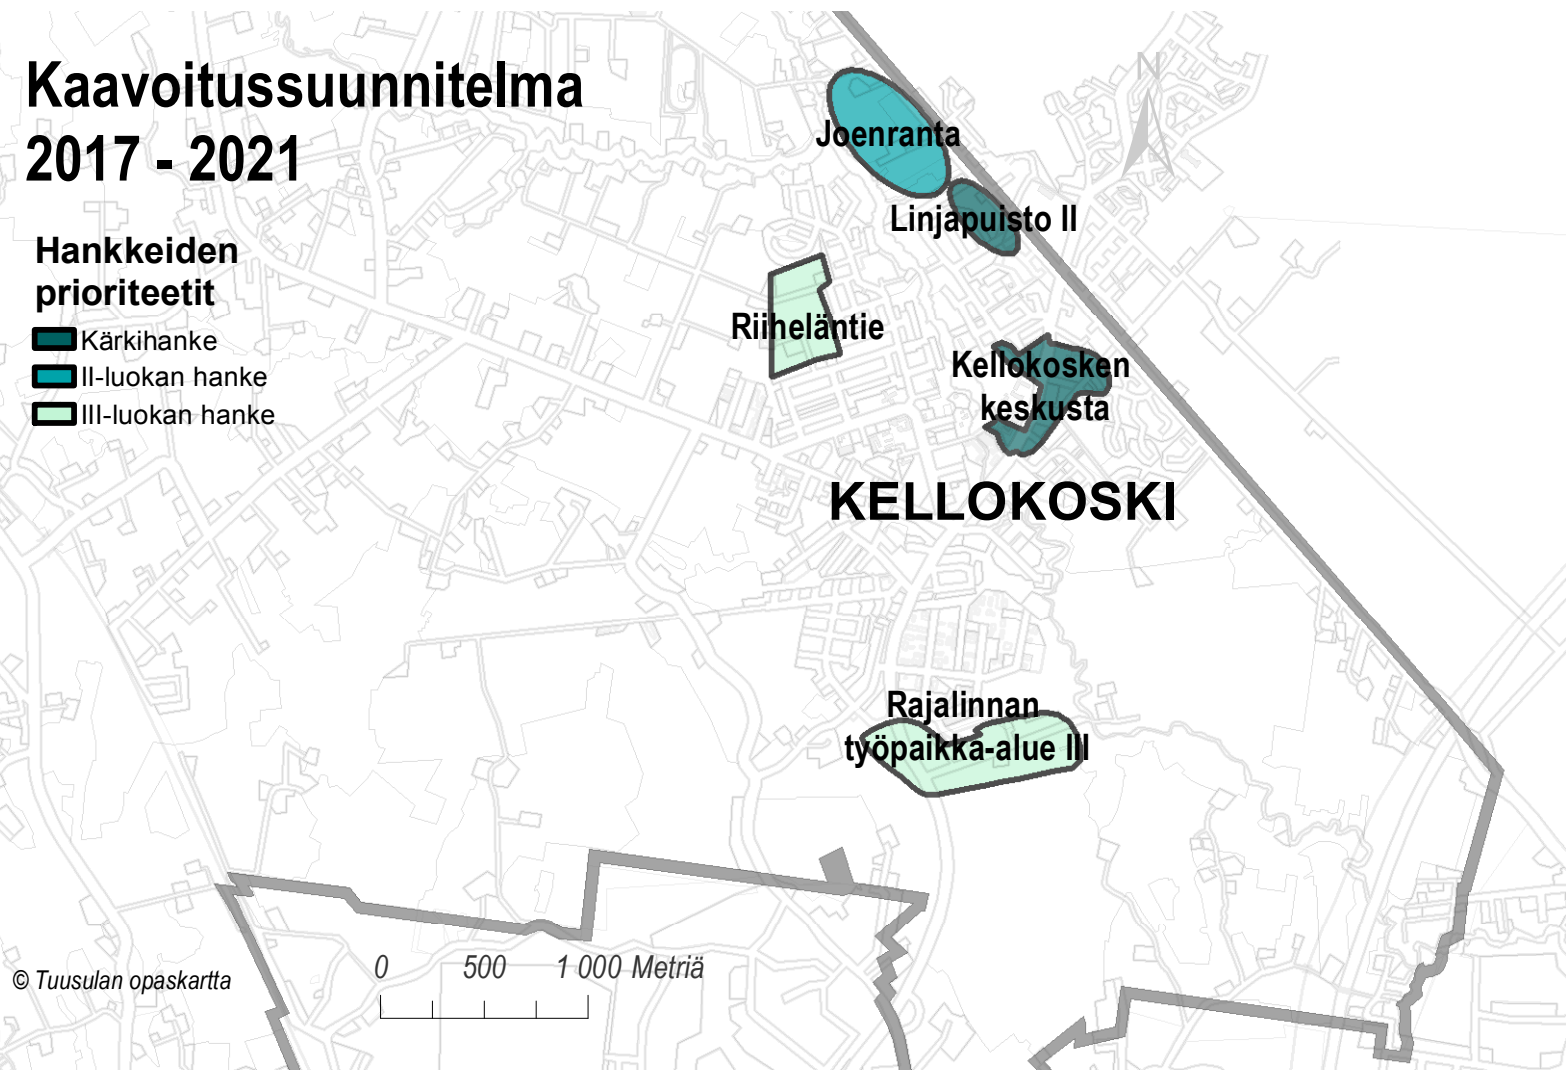 Kaavoitussuunnitelma
2017 - 2021
Hankkeiden
prioriteetit
Kärkihanke
II-luokan hanke
III-luokan hanke
N
Joenranta
Linjapuisto II
Riiheläntie
Kellokosken
keskusta
KELLOKOSKI
Rajalinnan
työpaikka-alue III
© Tuusulan opaskartta
0 500 1 000 Metriä